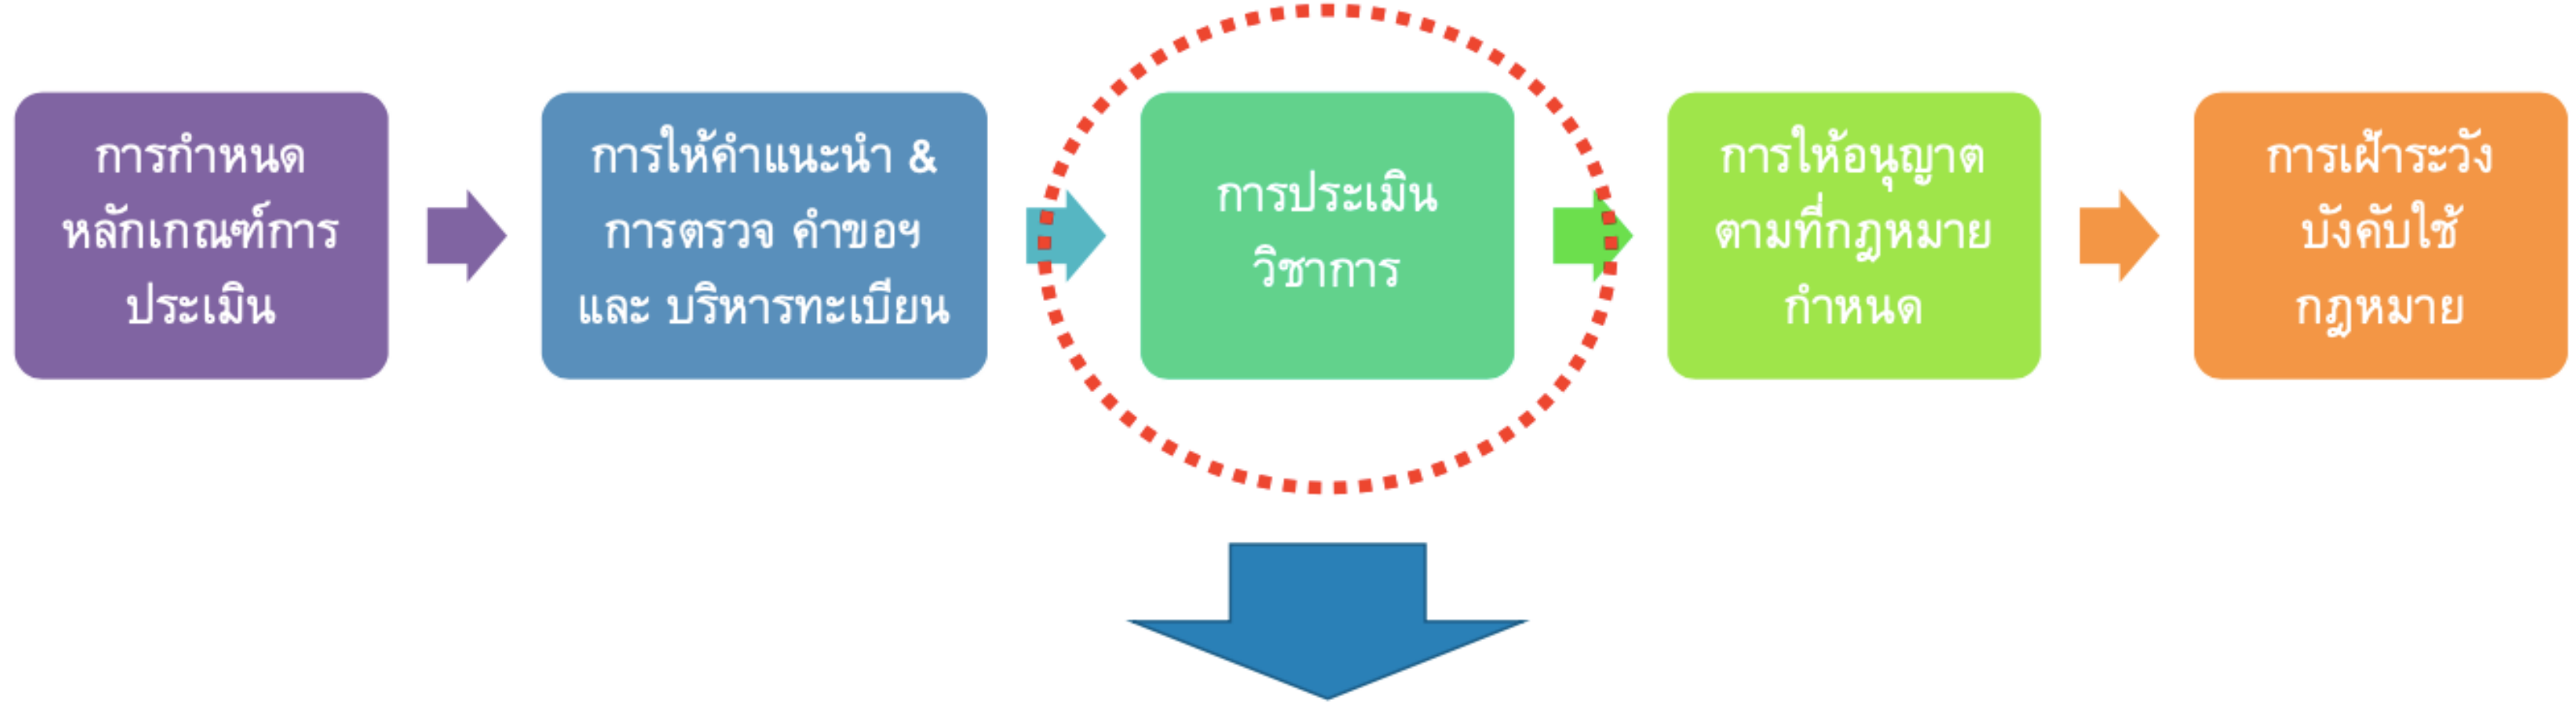 การกำหนด
หลักเกณฑ์การ
ประเมิน
การให้คำแนะนำ &
การตรวจ คำขอฯ
และ บริหารทะเบียน
การประเมิน
วิชาการ
การให้อนุญาต
ตามที่กฎหมาย
กำหนด
การเฝ้าระวัง
บังคับใช้
กฎหมาย